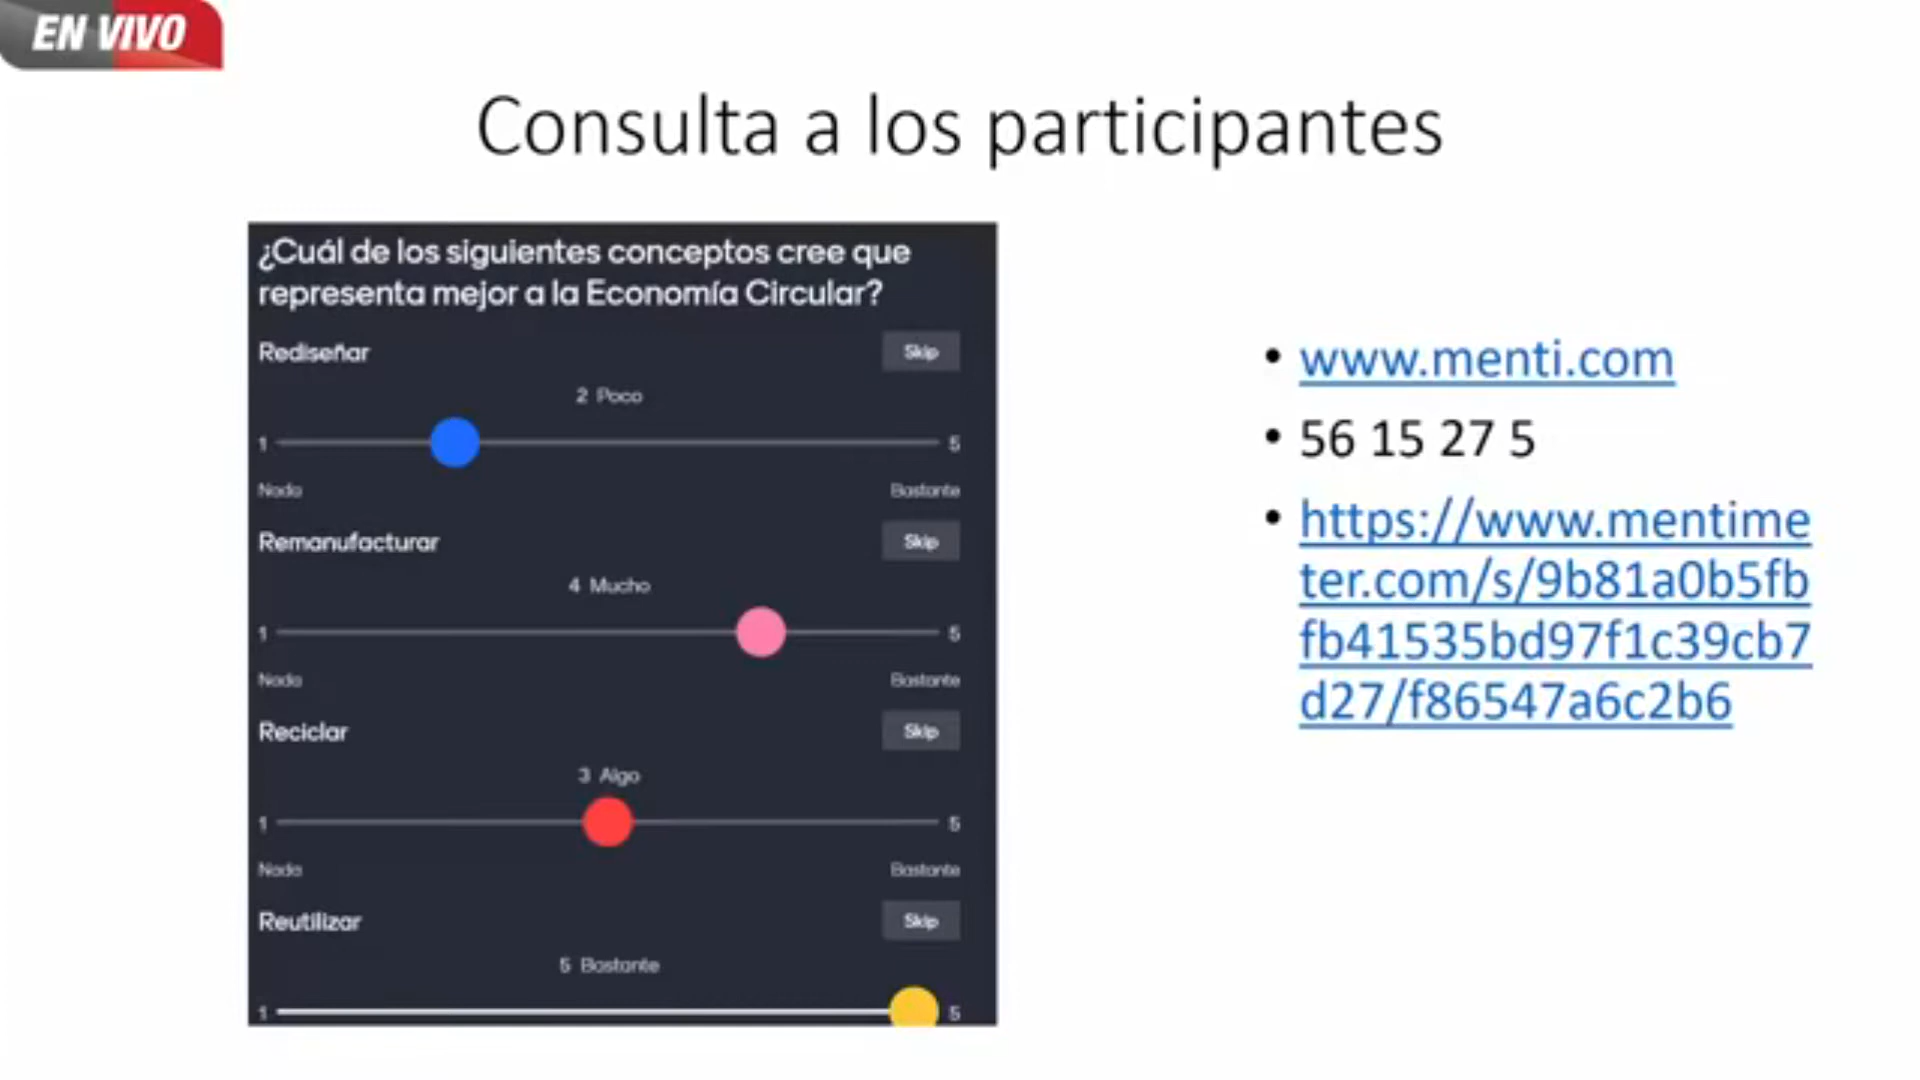 EN VIVO
Consulta a los participantes
¿Cuál de los siguientes conceptos cree que
representa mejor a la Economía Circular?
Rediseñar
Skip
2 Poco
1
5
Nada
Bastante
Remanufacturar
Skip
4 Mucho
1
5
Nada
Bastante
Reciclar
Skip
3 Algo
1
5
Nada
Bastante
Reutilizar
Skip
5 Bastante
1
5
• www.menti.com
• 56 15 27 5
• https://www.mentime
ter.com/s/9b81a0b5fb
fb41535bd97f1c39cb7
d27/f86547a6c2b6